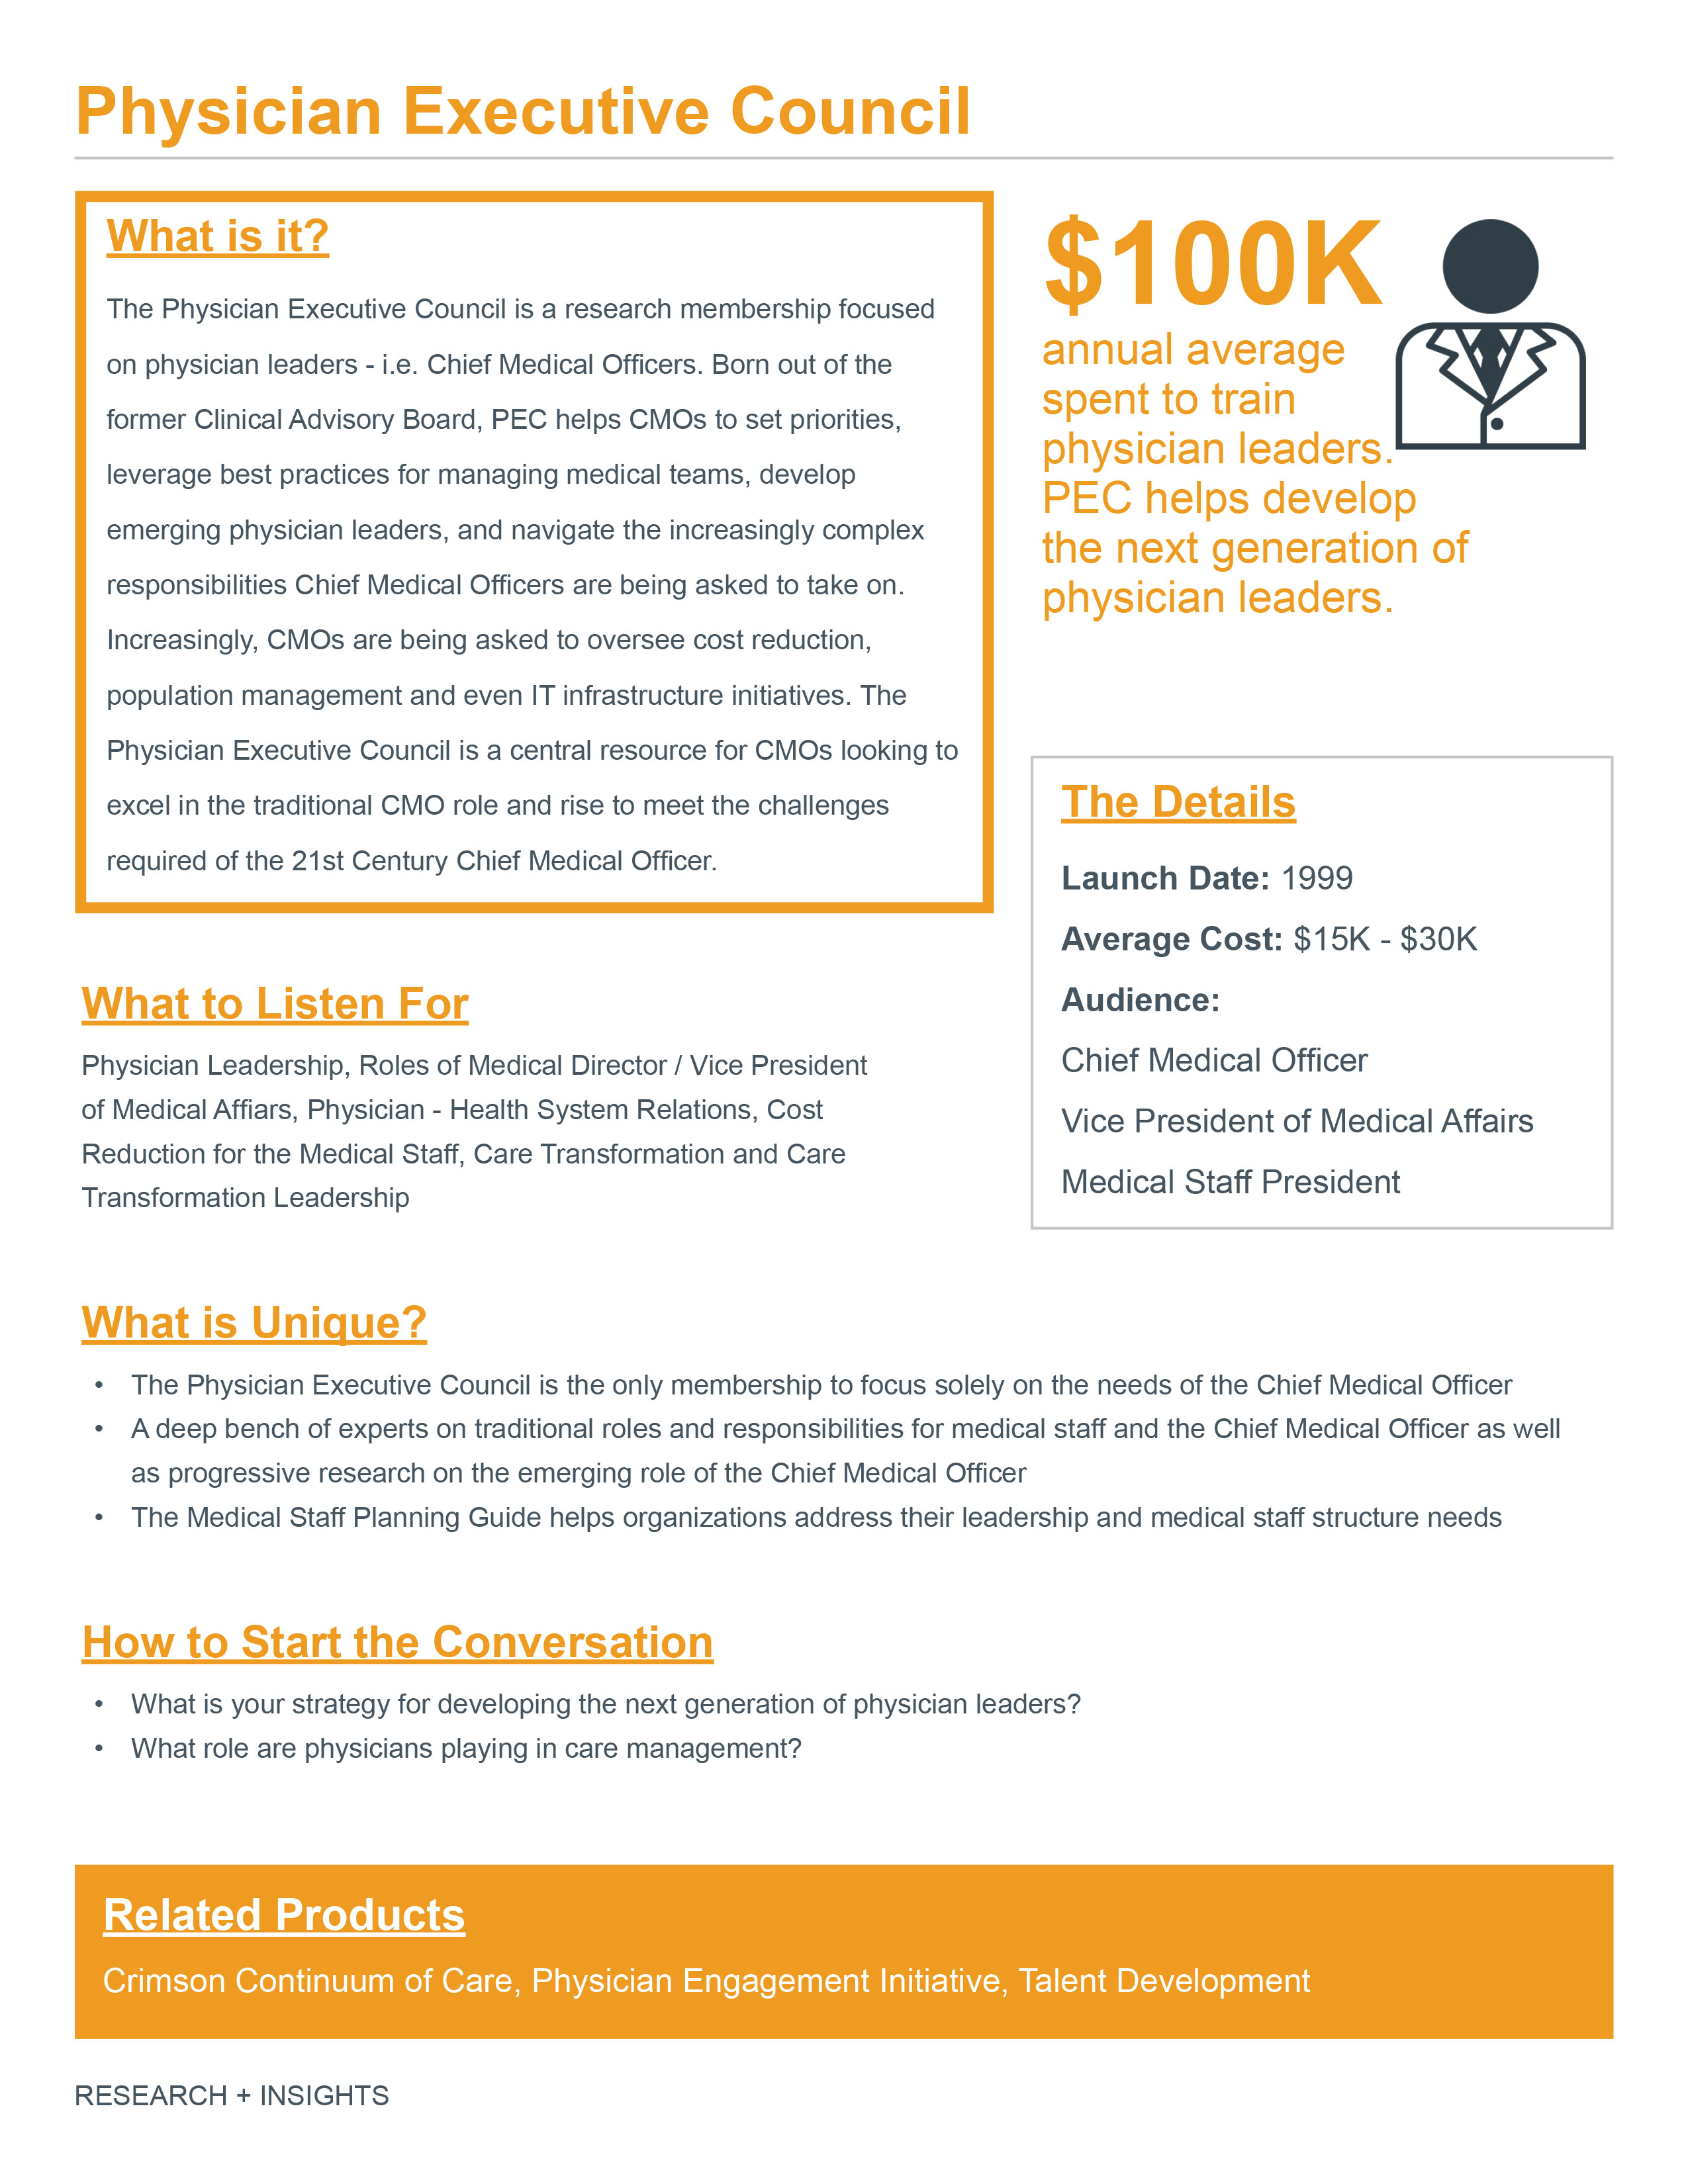 Physician Executive Council
What is it?
The Physician Executive Council is a research membership focused
on physician leaders - i.e. Chief Medical Officers. Born out of the
former Clinical Advisory Board, PEC helps CMOs to set priorities,
leverage best practices for managing medical teams, develop
emerging physician leaders, and navigate the increasingly complex
responsibilities Chief Medical Officers are being asked to take on.
Increasingly, CMOs are being asked to oversee cost reduction,
population management and even IT infrastructure initiatives. The
Physician Executive Council is a central resource for CMOs looking to
excel in the traditional CMO role and rise to meet the challenges
required of the 21st Century Chief Medical Officer.
$100K
annual average
spent to train
physician leaders.
PEC helps develop
the next generation of
physician leaders.
The Details
Launch Date: 1999
Average Cost: $15K - $30K
Audience:
Chief Medical Officer
Vice President of Medical Affairs
Medical Staff President
What to Listen For
Physician Leadership, Roles of Medical Director / Vice President
of Medical Affiars, Physician - Health System Relations, Cost
Reduction for the Medical Staff, Care Transformation and Care
Transformation Leadership
What is Unique?
• The Physician Executive Council is the only membership to focus solely on the needs of the Chief Medical Officer
• A deep bench of experts on traditional roles and responsibilities for medical staff and the Chief Medical Officer as well
as progressive research on the emerging role of the Chief Medical Officer
• The Medical Staff Planning Guide helps organizations address their leadership and medical staff structure needs
How to Start the Conversation
• What is your strategy for developing the next generation of physician leaders?
• What role are physicians playing in care management?
Related Products
Crimson Continuum of Care, Physician Engagement Initiative, Talent Development
RESEARCH + INSIGHTS